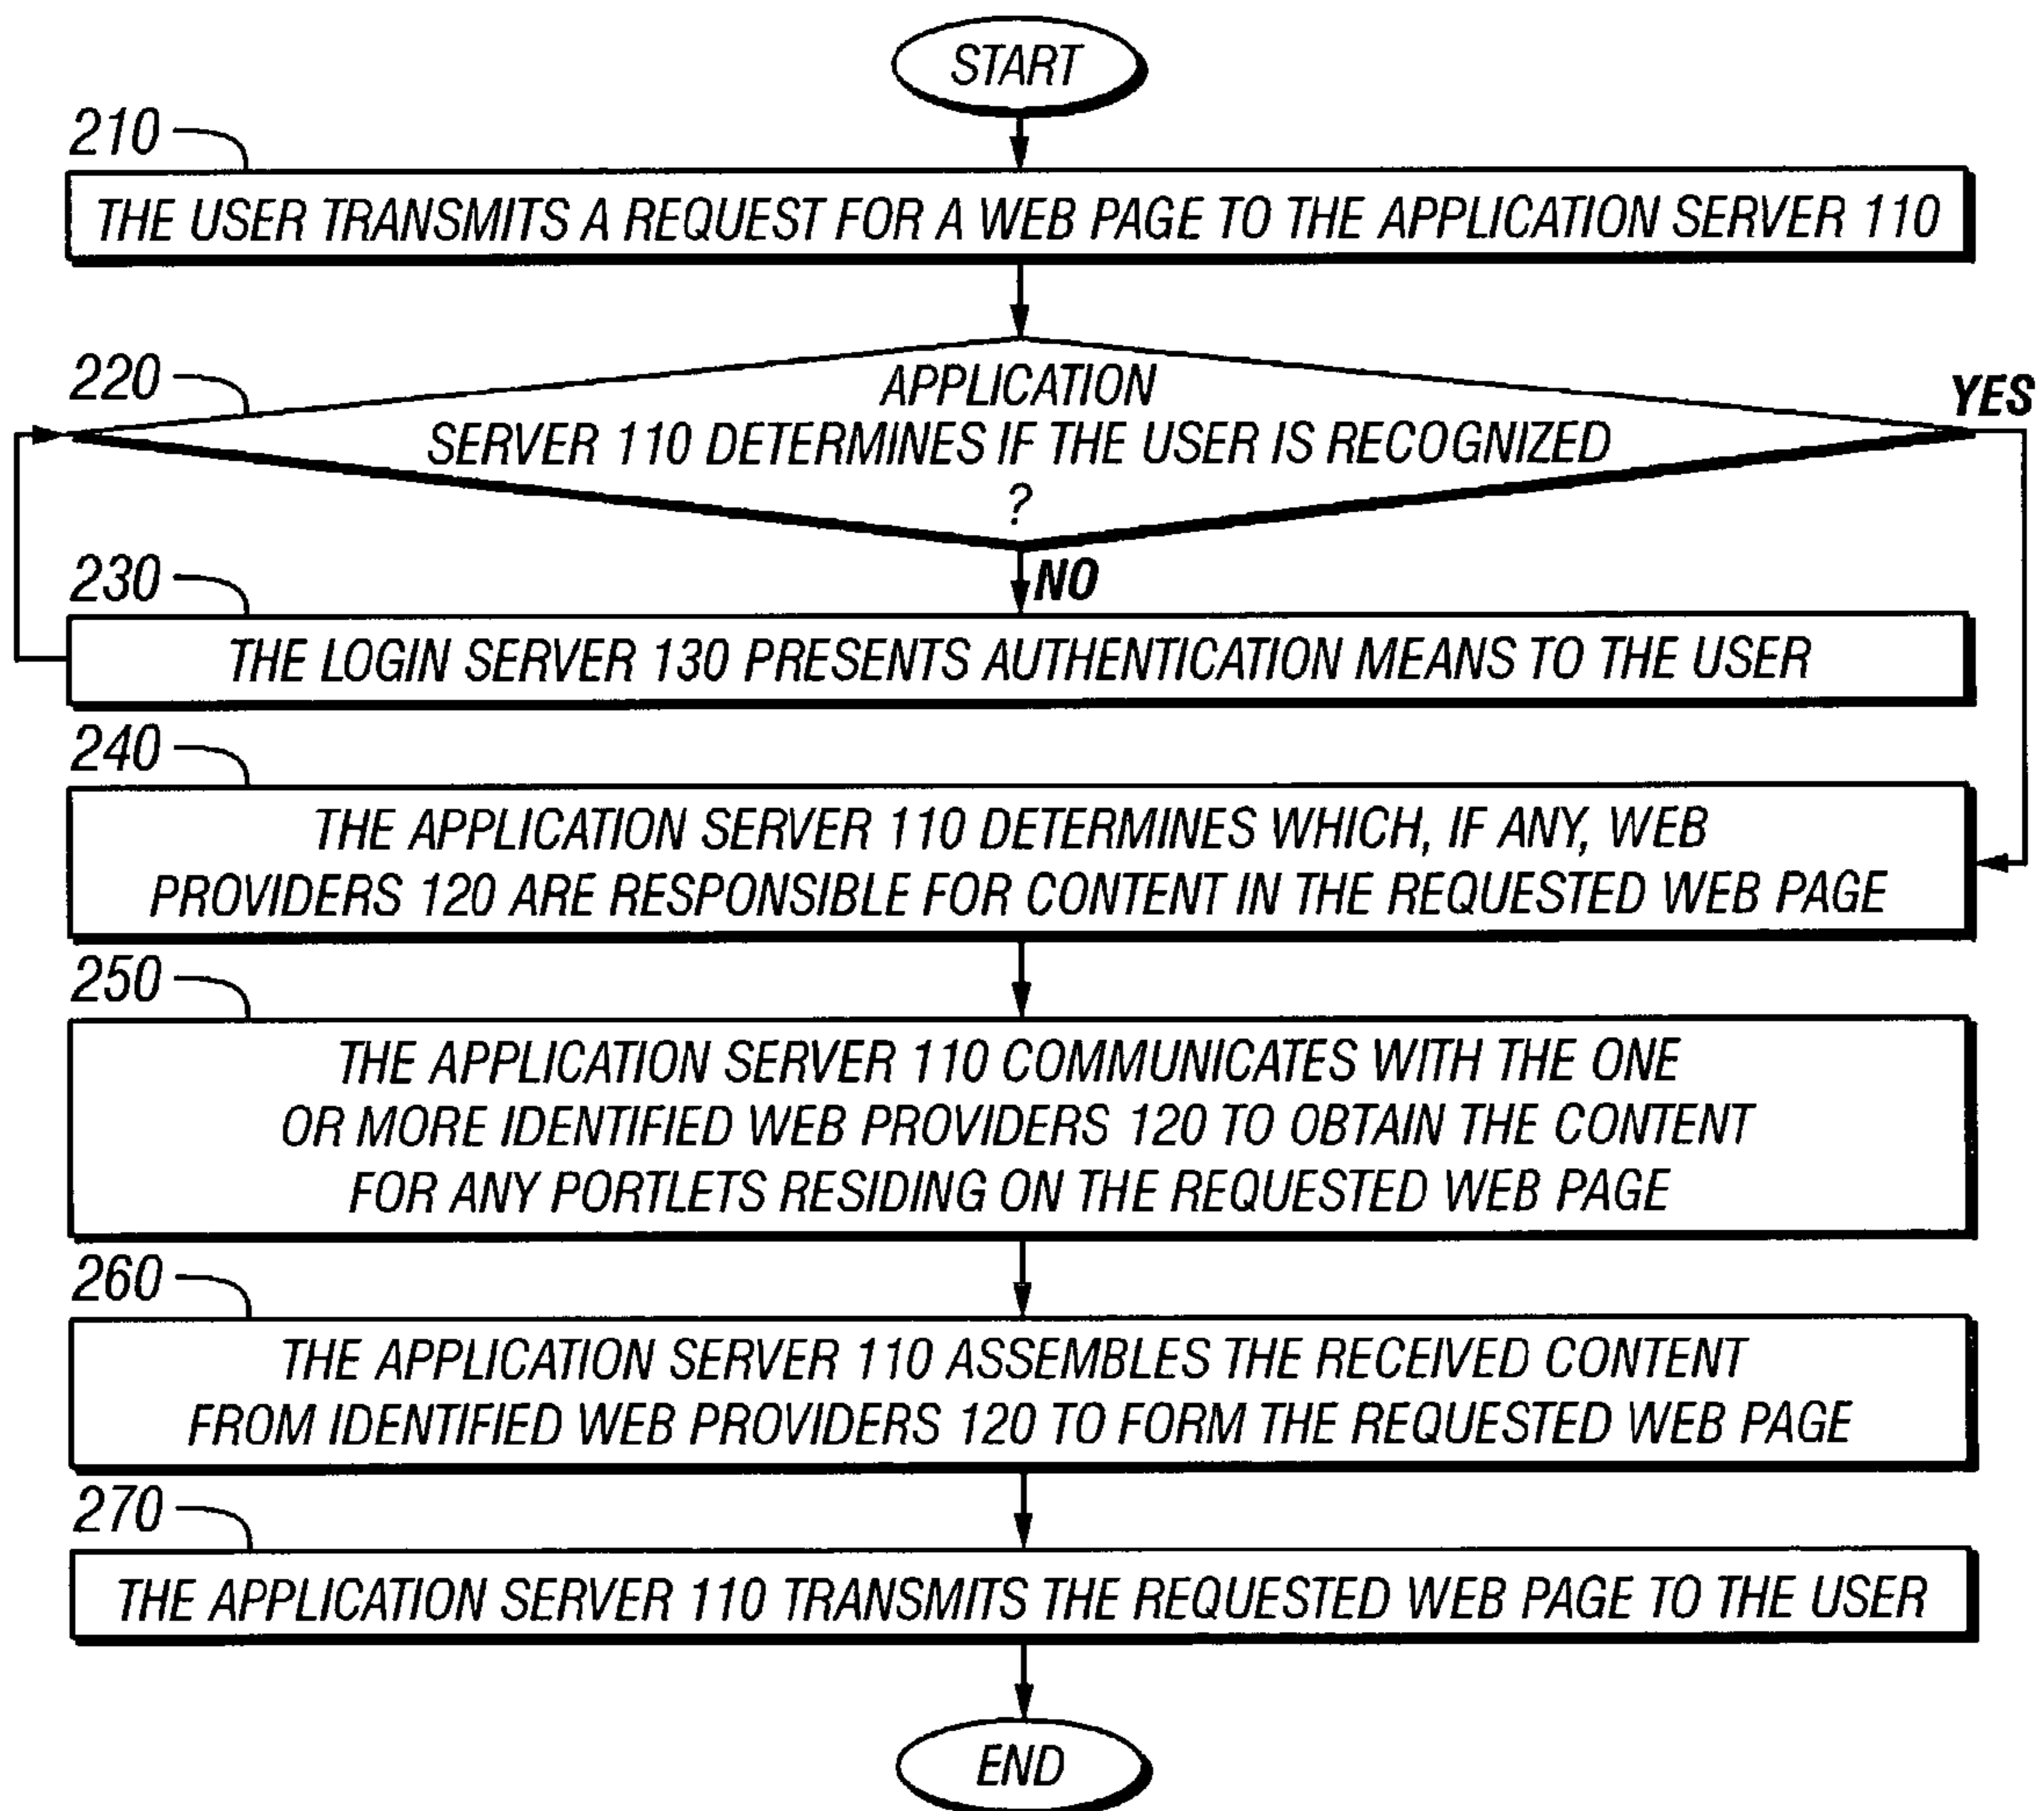 START
210
THE USER TRANSMITS A REQUEST FOR A WEB PAGE TO THE APPLICATION SERVER 110
220
APPLICATION
SERVER 110 DETERMINES IF THE USER IS RECOGNIZED
?
YES
NO
230
THE LOGIN SERVER 130 PRESENTS AUTHENTICATION MEANS TO THE USER
240
THE APPLICATION SERVER 110 DETERMINES WHICH, IF ANY, WEB
PROVIDERS 120 ARE RESPONSIBLE FOR CONTENT IN THE REQUESTED WEB PAGE
250
THE APPLICATION SERVER 110 COMMUNICATES WITH THE ONE
OR MORE IDENTIFIED WEB PROVIDERS 120 TO OBTAIN THE CONTENT
FOR ANY PORTLETS RESIDING ON THE REQUESTED WEB PAGE
260
THE APPLICATION SERVER 110 ASSEMBLES THE RECEIVED CONTENT
FROM IDENTIFIED WEB PROVIDERS 120 TO FORM THE REQUESTED WEB PAGE
270
THE APPLICATION SERVER 110 TRANSMITS THE REQUESTED WEB PAGE TO THE USER
END